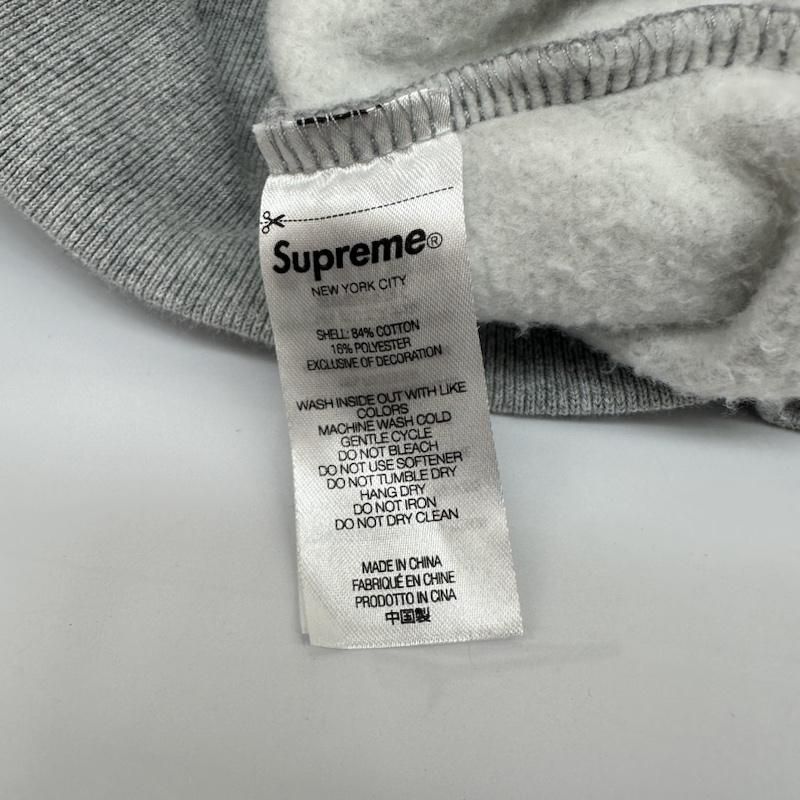 Supreme®
NEW YORK CITY
SHELL: 84% COTTON
16% POLYESTER
EXCLUSIVE OF DECORATION
WASH INSIDE OUT WITH LIKE
COLORS
MACHINE WASH COLD
GENTLE CYCLE
DO NOT BLEACH
DO NOT USE SOFTENER
DO NOT TUMBLE DRY
HANG DRY
DO NOT IRON
DO NOT DRY CLEAN
MADE IN CHINA
FABRIQUÉ EN CHINE
PRODOTTO IN CINA
中国製